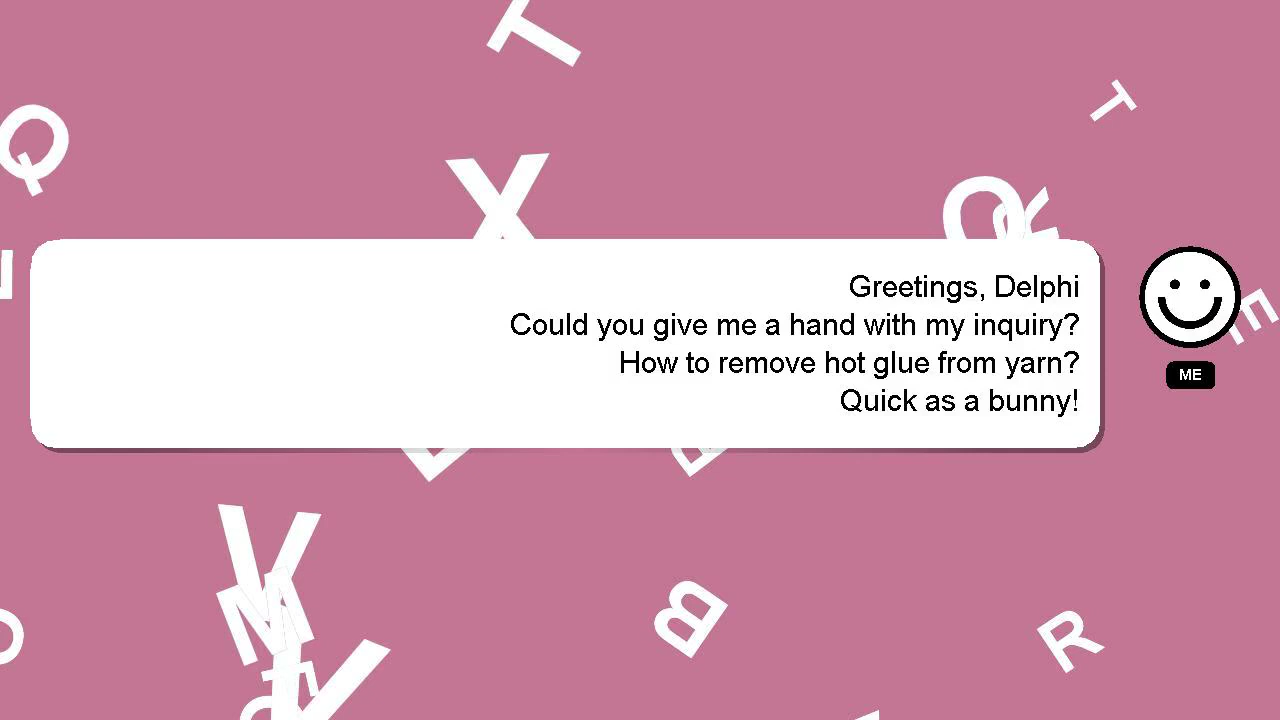 Greetings, Delphi
Could you give me a hand with my inquiry?
How to remove hot glue from yarn?
Quick as a bunny!
ME
T
T
Q
X
Q
E
V
M
B
R
V